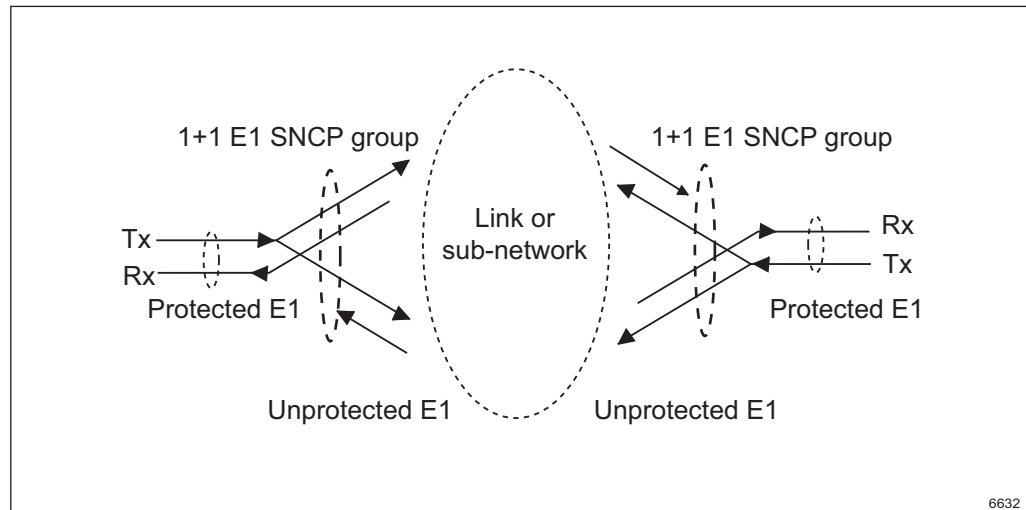 1+1 E1 SNCP group
1+1 E1 SNCP group
Link or
sub-network
Tx
Rx
Protected E1
Rx
Tx
Protected E1
Unprotected E1
Unprotected E1
6632